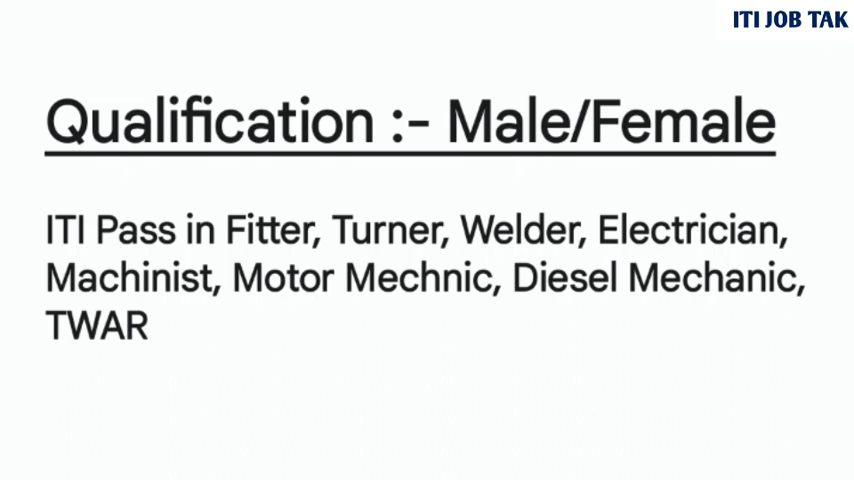 ITI JOB TAK
Qualification :- Male/Female
ITI Pass in Fitter, Turner, Welder, Electrician,
Machinist, Motor Mechnic, Diesel Mechanic,
TWAR